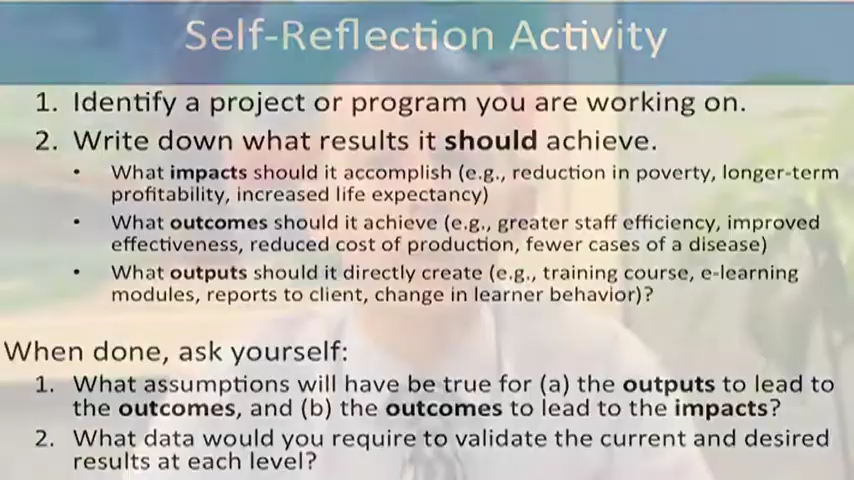 Self-Reflection Activity
1. Identify a project or program you are working on.
2. Write down what results it should achieve.
• What impacts should it accomplish (e.g., reduction in poverty, longer-term
profitability, increased life expectancy)
• What outcomes should it achieve (e.g., greater staff efficiency, improved
effectiveness, reduced cost of production, fewer cases of a disease)
• What outputs should it directly create (e.g., training course, e-learning
modules, reports to client, change in learner behavior)?
When done, ask yourself:
1. What assumptions will have be true for (a) the outputs to lead to
the outcomes, and (b) the outcomes to lead to the impacts?
2. What data would you require to validate the current and desired
results at each level?